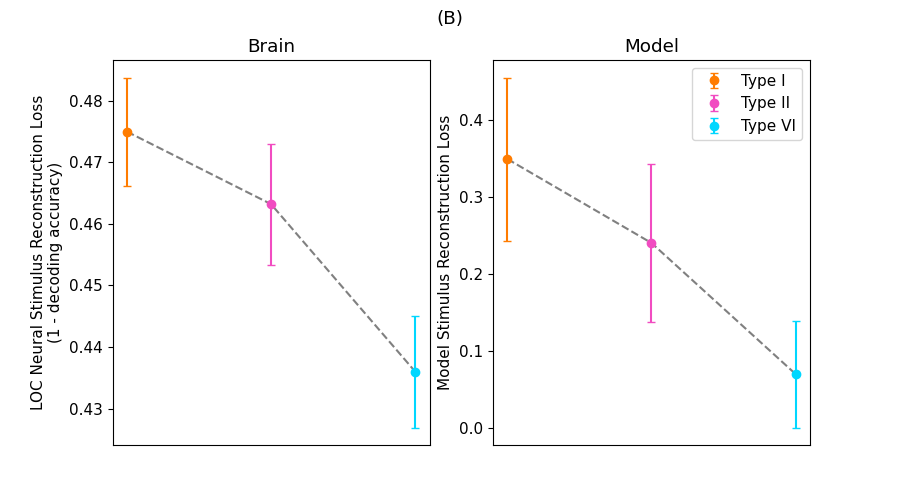 (B)
Brain
LOC Neural Stimulus Reconstruction Loss
(1 - decoding accuracy)
0.48
0.47
0.46
0.45
0.44
0.43
Model
Model Stimulus Reconstruction Loss
0.4
0.3
0.2
0.1
0.0
Type I
Type II
Type VI